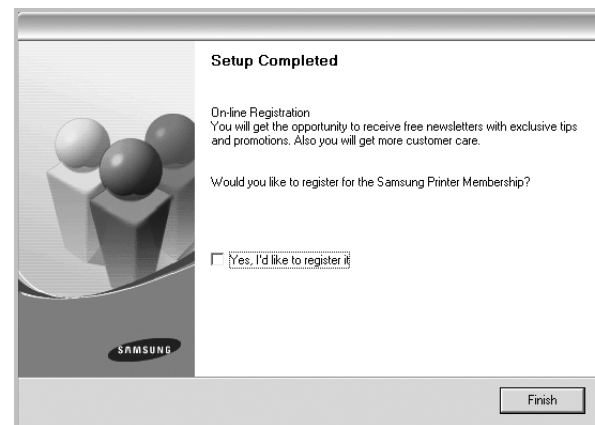 Setup Completed
On-line Registration
You will get the opportunity to receive free newsletters with exclusive tips
and promotions. Also you will get more customer care.
Would you like to register for the Samsung Printer Membership?
Yes, I'd like to register it
SAMSUNG
Finish